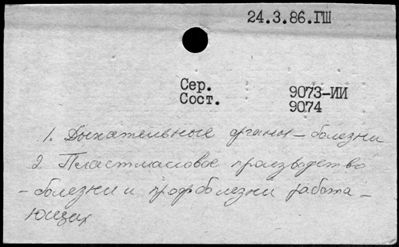 24.3.86.ГШ
Сер. 9073-ИИ
Сост. 9074
1. Дыхательные органы - болезни
2. Пластмассовое производство
- болезни и профболезни работа-
ющих